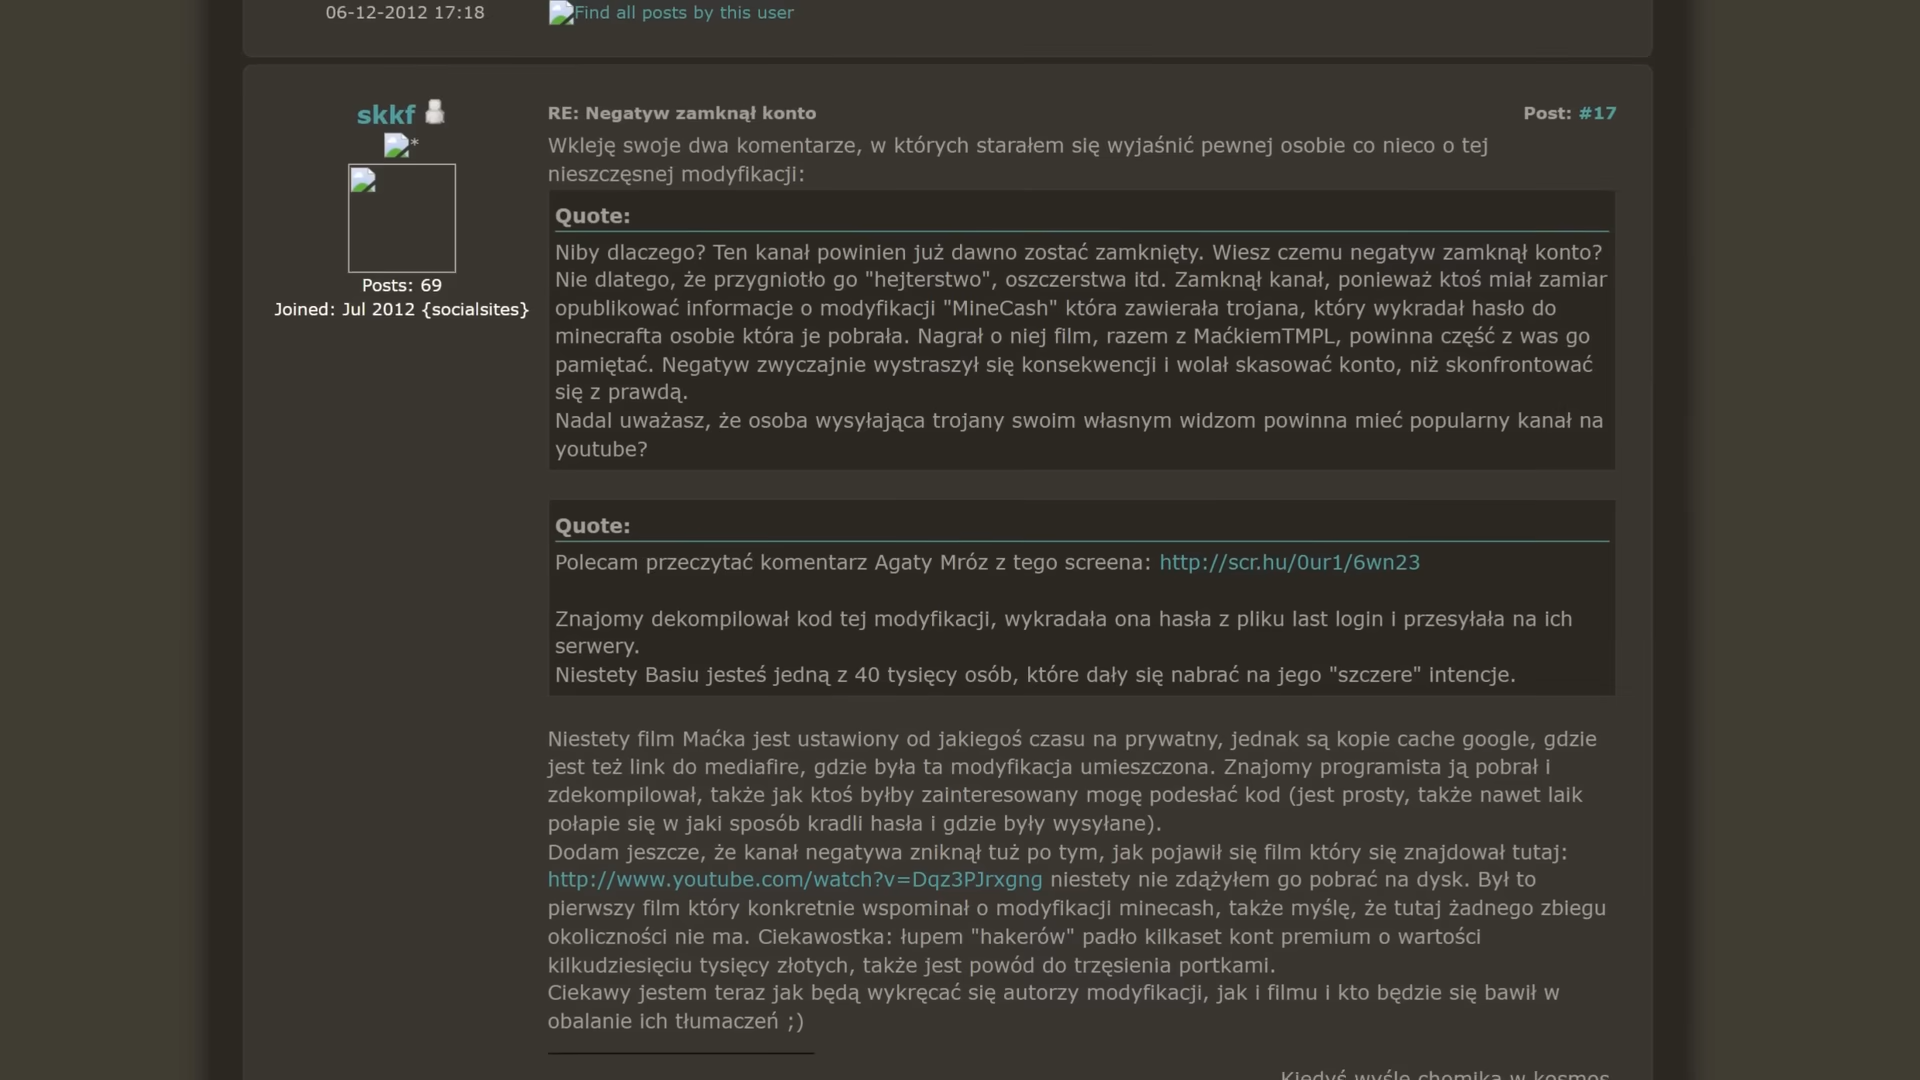 06-12-2012 17:18
Find all posts by this user
skkf
*
Posts: 69
Joined: Jul 2012 {socialsites}
RE: Negatyw zamknął konto
Post: #17
Wkleję swoje dwa komentarze, w których starałem się wyjaśnić pewnej osobie co nieco o tej
nieszczęsnej modyfikacji:
Quote:
Niby dlaczego? Ten kanał powinien już dawno zostać zamknięty. Wiesz czemu negatyw zamknął konto?
Nie dlatego, że przygniotło go "hejterstwo", oszczerstwa itd. Zamknął kanał, ponieważ ktoś miał zamiar
opublikować informacje o modyfikacji "MineCash" która zawierała trojana, który wykradał hasło do
minecrafta osobie która je pobrała. Nagrał o niej film, razem z MaćkiemTMPL, powinna część z was go
pamiętać. Negatyw zwyczajnie wystraszył się konsekwencji i wolał skasować konto, niż skonfrontować
się z prawdą.
Nadal uważasz, że osoba wysyłająca trojany swoim własnym widzom powinna mieć popularny kanał na
youtube?
Quote:
Polecam przeczytać komentarz Agaty Mróz z tego screena: http://scr.hu/0ur1/6wn23
Znajomy dekompilował kod tej modyfikacji, wykradała ona hasła z pliku last login i przesyłała na ich
serwery.
Niestety Basiu jesteś jedną z 40 tysięcy osób, które dały się nabrać na jego "szczere" intencje.
Niestety film Maćka jest ustawiony od jakiegoś czasu na prywatny, jednak są kopie cache google, gdzie
jest też link do mediafire, gdzie była ta modyfikacja umieszczona. Znajomy programista ją pobrał i
zdekompilował, także jak ktoś byłby zainteresowany mogę podesłać kod (jest prosty, także nawet laik
połapie się w jaki sposób kradli hasła i gdzie były wysyłane).
Dodam jeszcze, że kanał negatywa zniknął tuż po tym, jak pojawił się film który się znajdował tutaj:
http://www.youtube.com/watch?v=Dqz3PJrxgng niestety nie zdążyłem go pobrać na dysk. Był to
pierwszy film który konkretnie wspominał o modyfikacji minecash, także myślę, że tutaj żadnego zbiegu
okoliczności nie ma. Ciekawostka: łupem "hakerów" padło kilkaset kont premium o wartości
kilkudziesięciu tysięcy złotych, także jest powód do trzęsienia portkami.
Ciekawy jestem teraz jak będą wykręcać się autorzy modyfikacji, jak i filmu i kto będzie się bawił w
obalanie ich tłumaczeń ;)
Kiedyś wyślę chomika w kosmos